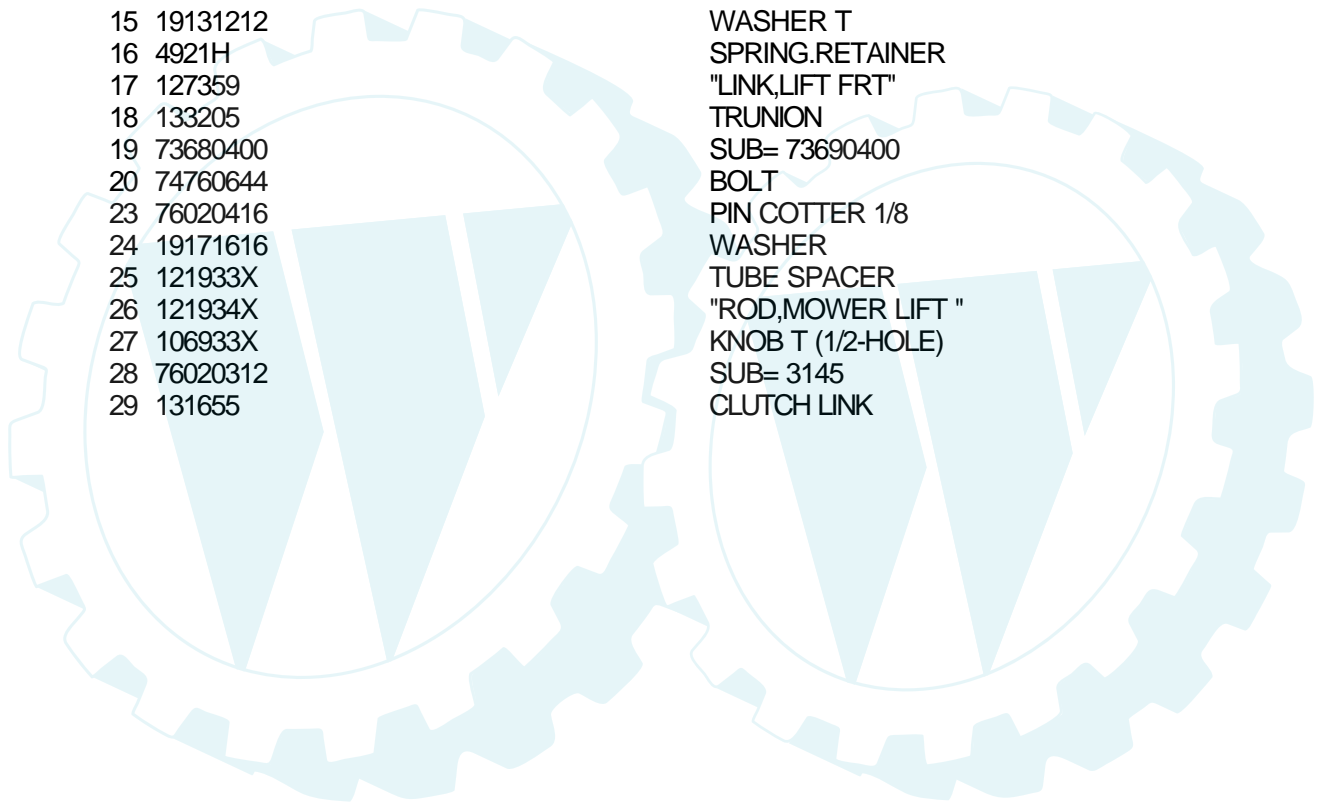 15 19131212 WASHER T
16 4921H SPRING.RETAINER
17 127359 "LINK,LIFT FRT"
18 133205 TRUNION
19 73680400 SUB= 73690400
20 74760644 BOLT
23 76020416 PIN COTTER 1/8
24 19171616 WASHER
25 121933X TUBE SPACER
26 121934X "ROD,MOWER LIFT "
27 106933X KNOB T (1/2-HOLE)
28 76020312 SUB= 3145
29 131655 CLUTCH LINK